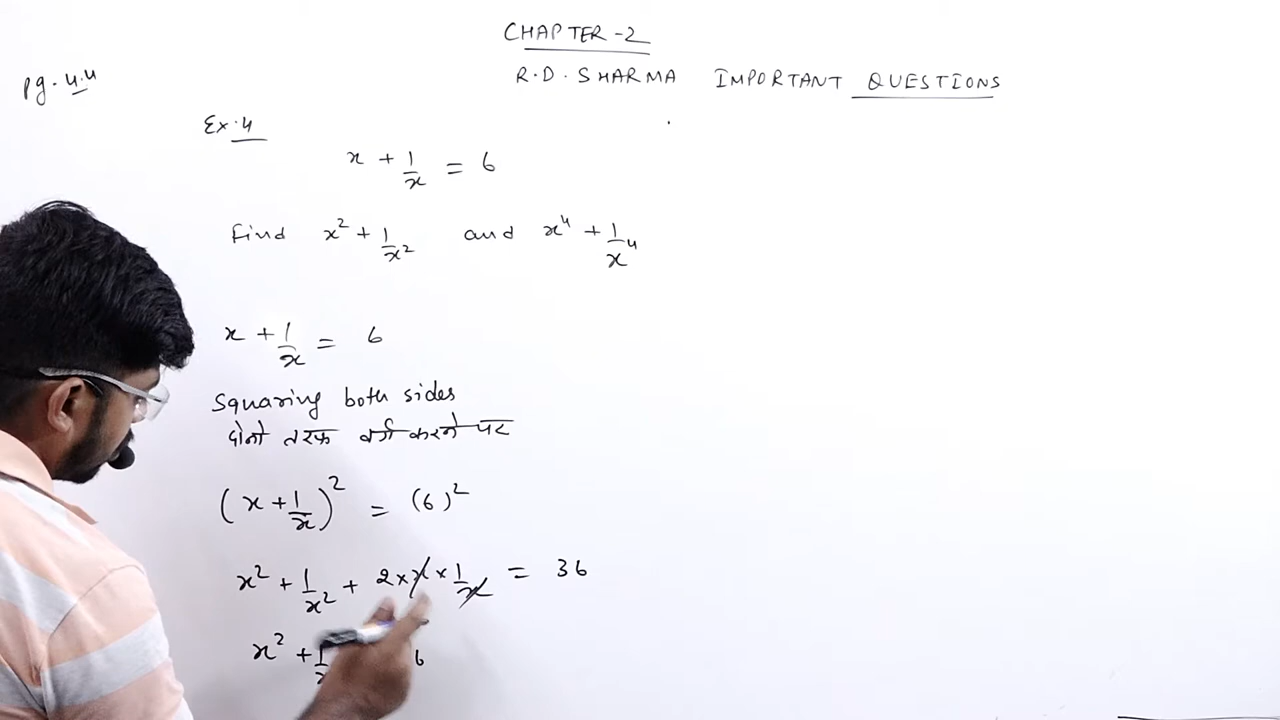 CHAPTER-2
R.D. SHARMA IMPORTANT QUESTIONS
pg. 4.4
Ex. 4
x + 1/x = 6
Find x² + 1/x² and x⁴ + 1/x⁴
x + 1/x = 6
Squaring both sides
दोनों तरफ वर्ग करने पर
(x + 1/x)² = (6)²
x² + 1/x² + 2 × x × 1/x = 36
x² + 1/x 6